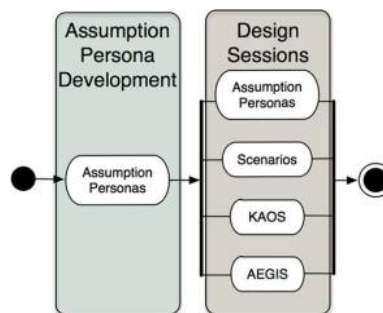 Assumption
Persona
Development
Assumption
Personas
Design
Sessions
Assumption
Personas
Scenarios
KAOS
AEGIS